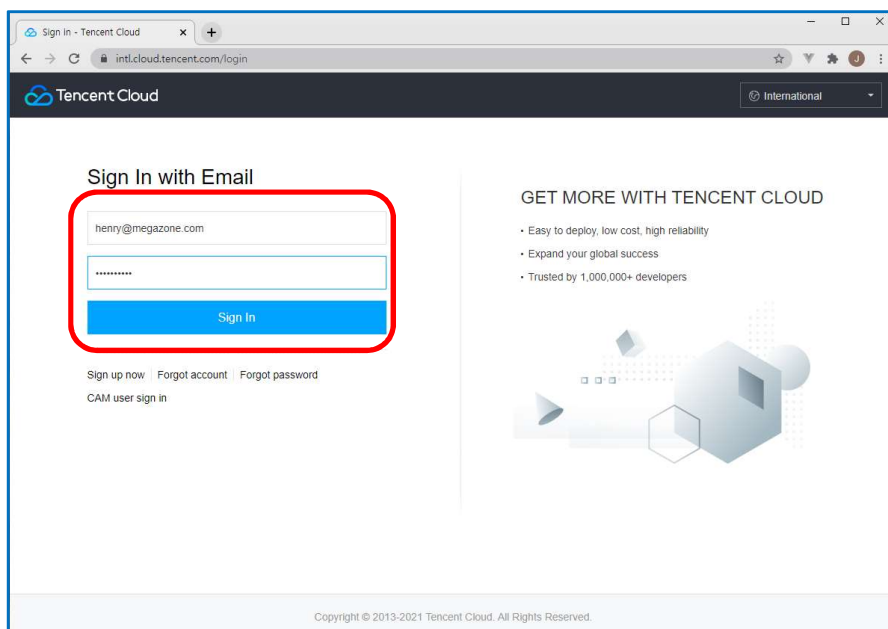 Sign in - Tencent Cloud
intl.cloud.tencent.com/login
J
Tencent Cloud
International
Sign In with Email
henry@megazone.com
••••••••••
Sign In
Sign up now Forgot account Forgot password
CAM user sign in
GET MORE WITH TENCENT CLOUD
• Easy to deploy, low cost, high reliability
• Expand your global success
• Trusted by 1,000,000+ developers
Copyright © 2013-2021 Tencent Cloud. All Rights Reserved.